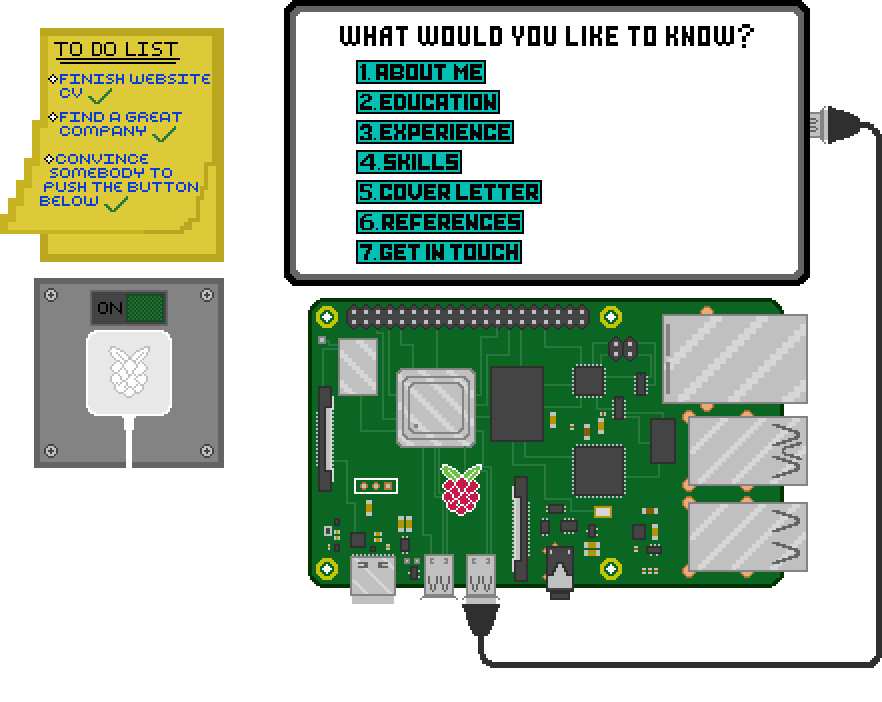 TO DO LIST
FINISH WEBSITE
CV
FIND A GREAT
COMPANY
CONVINCE
SOMEBODY TO
PUSH THE BUTTON
BELOW
ON
WHAT WOULD YOU LIKE TO KNOW?
1.ABOUT ME
2.EDUCATION
3.EXPERIENCE
4.SKILLS
5.COVER LETTER
6.REFERENCES
7.GET IN TOUCH